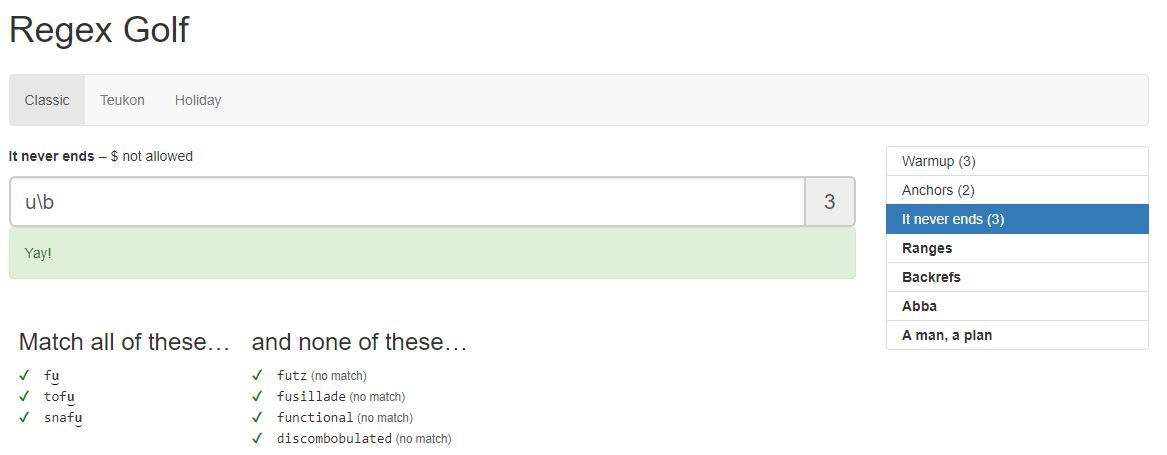 Regex Golf
Classic Teukon Holiday
It never ends – $ not allowed
u\b 3
Yay!
Match all of these…
✓ fu
✓ tofu
✓ snafu
and none of these…
✓ futz (no match)
✓ fusillade (no match)
✓ functional (no match)
✓ discombobulated (no match)
Warmup (3)
Anchors (2)
It never ends (3)
Ranges
Backrefs
Abba
A man, a plan